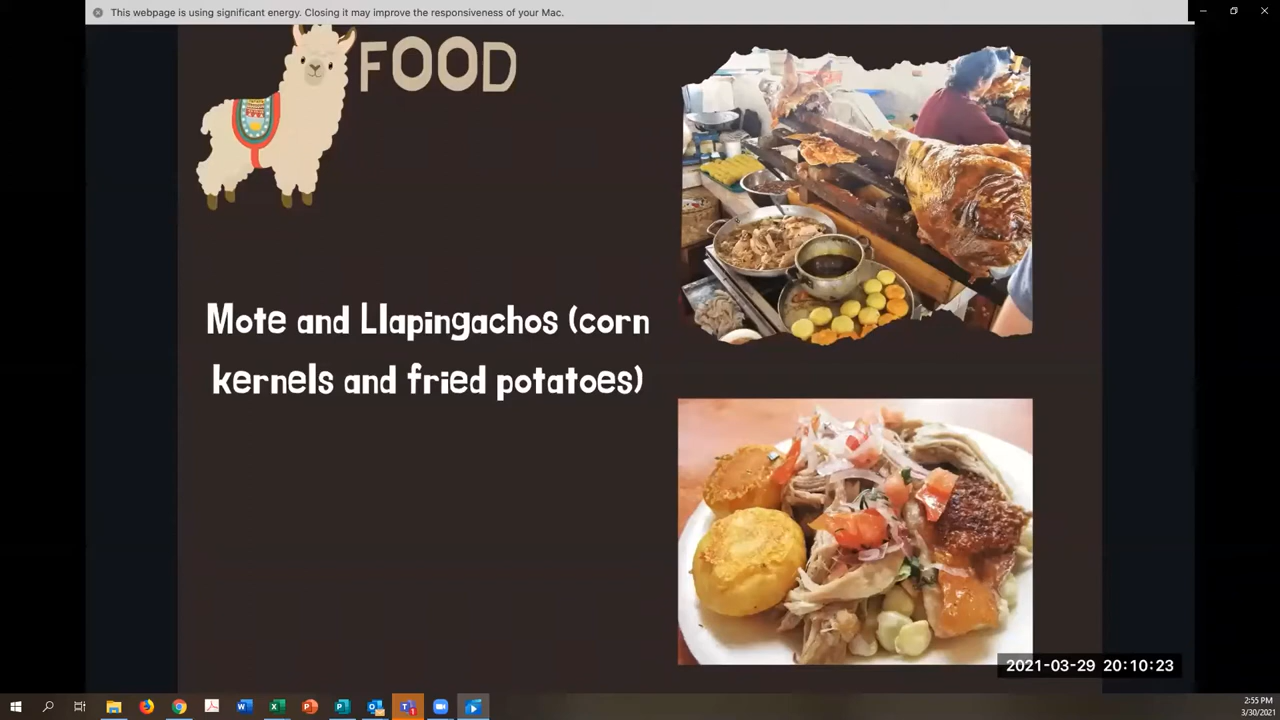 This webpage is using significant energy. Closing it may improve the responsiveness of your Mac.
FOOD
Mote and Llapingachos (corn
kernels and fried potatoes)
2021-03-29 20:10:23
2:55 PM
3/30/2021